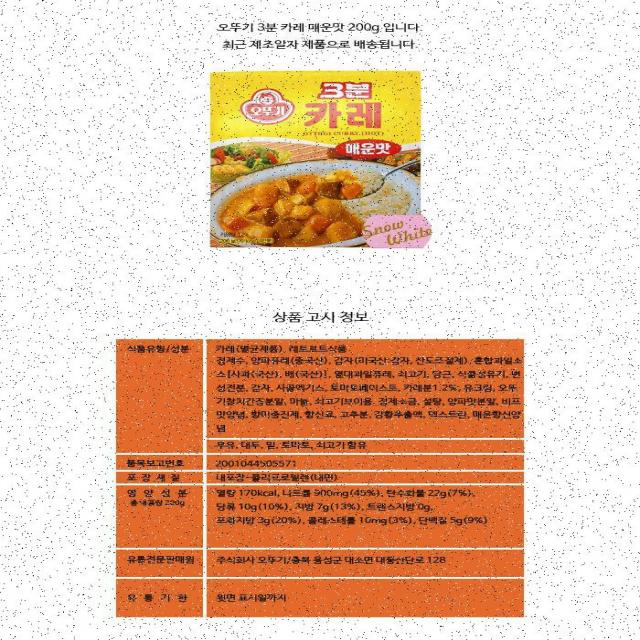 오뚜기 3분 카레 매운맛 200g 입니다.
최근 제조일자 제품으로 배송됩니다.
오뚜기
3분
카레
매운맛
Snow
White
상품 고시 정보
식품유형/성분
카레(멸균제품), 레토르트식품
정제수, 양파퓨레(중국산), 감자(미국산:감자, 산도조절제), 혼합과일소
스[사과(국산), 배(국산)], 열대과일퓨레, 쇠고기, 당근, 식물성유지, 변
성전분, 감자, 사골엑기스, 토마토페이스트, 카레분1.2%, 유크림, 오뚜
기참치간장분말, 마늘, 쇠고기부이용, 정제소금, 설탕, 양파맛분말, 비프
맛양념, 향미증진제, 향신료, 고추분, 강황추출액, 덱스트린, 매운향신양
념
우유, 대두, 밀, 토마토, 쇠고기 함유
품목보고번호
2001044505571
포장재질
내포장-폴리프로필렌(내면)
영양성분
총 내용량 200g
열량 170kcal, 나트륨 900mg(45%), 탄수화물 22g(7%),
당류 10g(10%), 지방 7g(13%), 트랜스지방 0g,
포화지방 3g(20%), 콜레스테롤 10mg(3%), 단백질 5g(9%)
유통전문판매원
주식회사 오뚜기/충북 음성군 대소면 대동산단로 128
유통기한
윗면 표시일까지